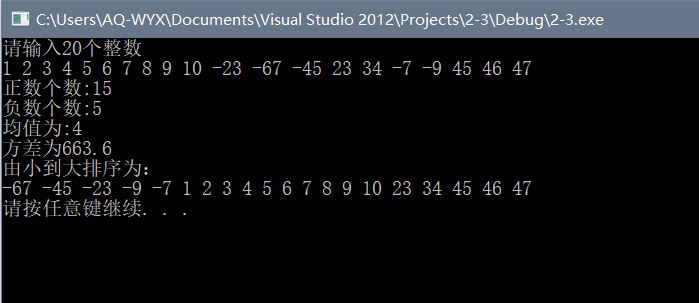 C:\Users\AQ-WYX\Documents\Visual Studio 2012\Projects\2-3\Debug\2-3.exe
请输入20个整数
1 2 3 4 5 6 7 8 9 10 -23 -67 -45 23 34 -7 -9 45 46 47
正数个数:15
负数个数:5
均值为:4
方差为663.6
由小到大排序为：
-67 -45 -23 -9 -7 1 2 3 4 5 6 7 8 9 10 23 34 45 46 47
请按任意键继续. . .